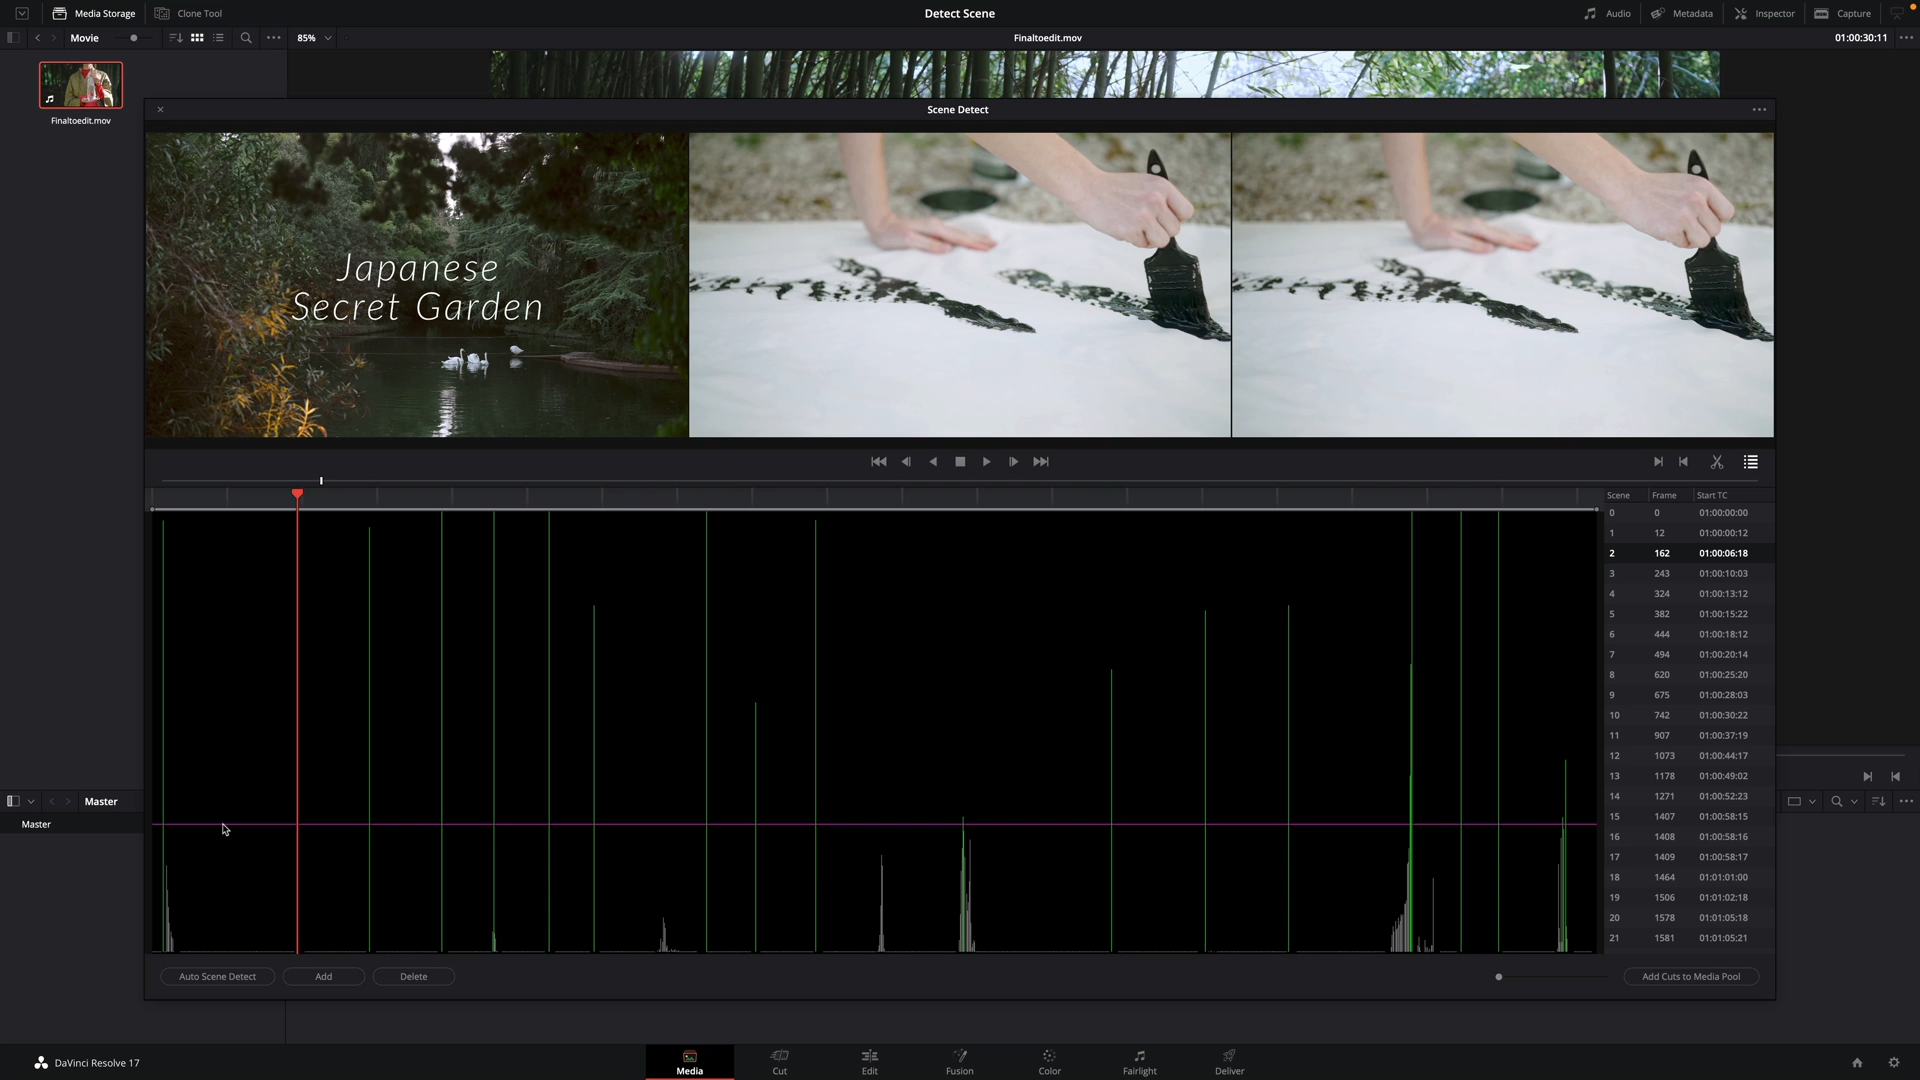 Media Storage
Clone Tool
Detect Scene
Audio
Metadata
Inspector
Capture
Movie
85%
Finaltoedit.mov
01:00:30:11
Finaltoedit.mov
Scene Detect
Japanese
Secret Garden
Scene Frame Start TC
0 0 01:00:00:00
1 12 01:00:00:12
2 162 01:00:06:18
3 243 01:00:10:03
4 324 01:00:13:12
5 382 01:00:15:22
6 444 01:00:18:12
7 494 01:00:20:14
8 620 01:00:25:20
9 675 01:00:28:03
10 742 01:00:30:22
11 907 01:00:37:19
12 1073 01:00:44:17
13 1178 01:00:49:02
14 1271 01:00:52:23
15 1407 01:00:58:15
16 1408 01:00:58:16
17 1409 01:00:58:17
18 1464 01:01:01:00
19 1506 01:01:02:18
20 1578 01:01:05:18
21 1581 01:01:05:21
Master
Master
Auto Scene Detect
Add
Delete
Add Cuts to Media Pool
DaVinci Resolve 17
Media
Cut
Edit
Fusion
Color
Fairlight
Deliver